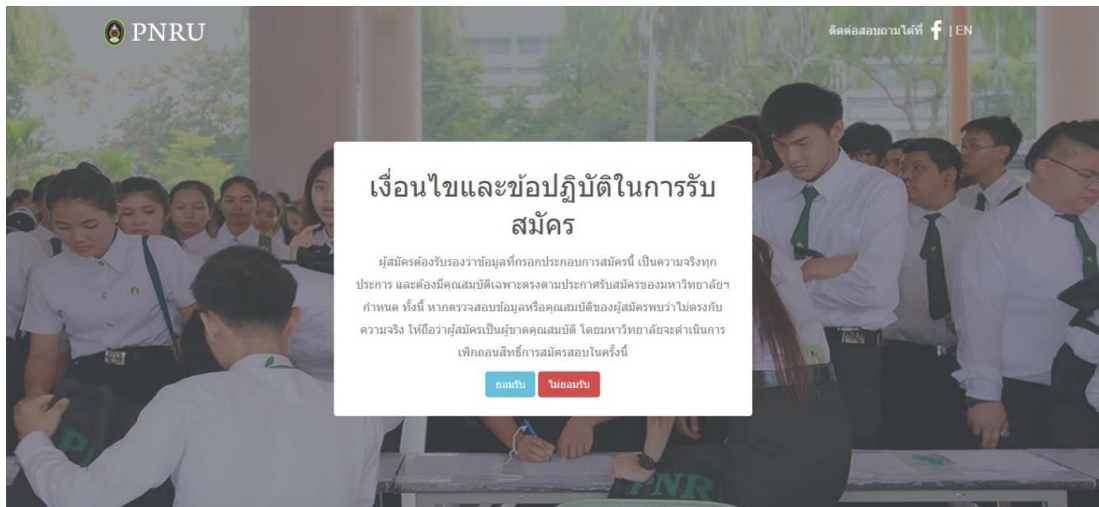 PNRU
ติดต่อสอบถามได้ที่ f | EN
เงื่อนไขและข้อปฏิบัติในการรับ
สมัคร
ผู้สมัครต้องรับรองว่าข้อมูลที่กรอกประกอบการสมัครนี้ เป็นความจริงทุก
ประการ และต้องมีคุณสมบัติเฉพาะตรงตามประกาศรับสมัครของมหาวิทยาลัยฯ
กำหนด ทั้งนี้ หากตรวจสอบข้อมูลหรือคุณสมบัติของผู้สมัครพบว่าไม่ตรงกับ
ความจริง ให้ถือว่าผู้สมัครเป็นผู้ขาดคุณสมบัติ โดยมหาวิทยาลัยจะดำเนินการ
เพิกถอนสิทธิ์การสมัครสอบในครั้งนี้
ยอมรับ ไม่ยอมรับ
PNR